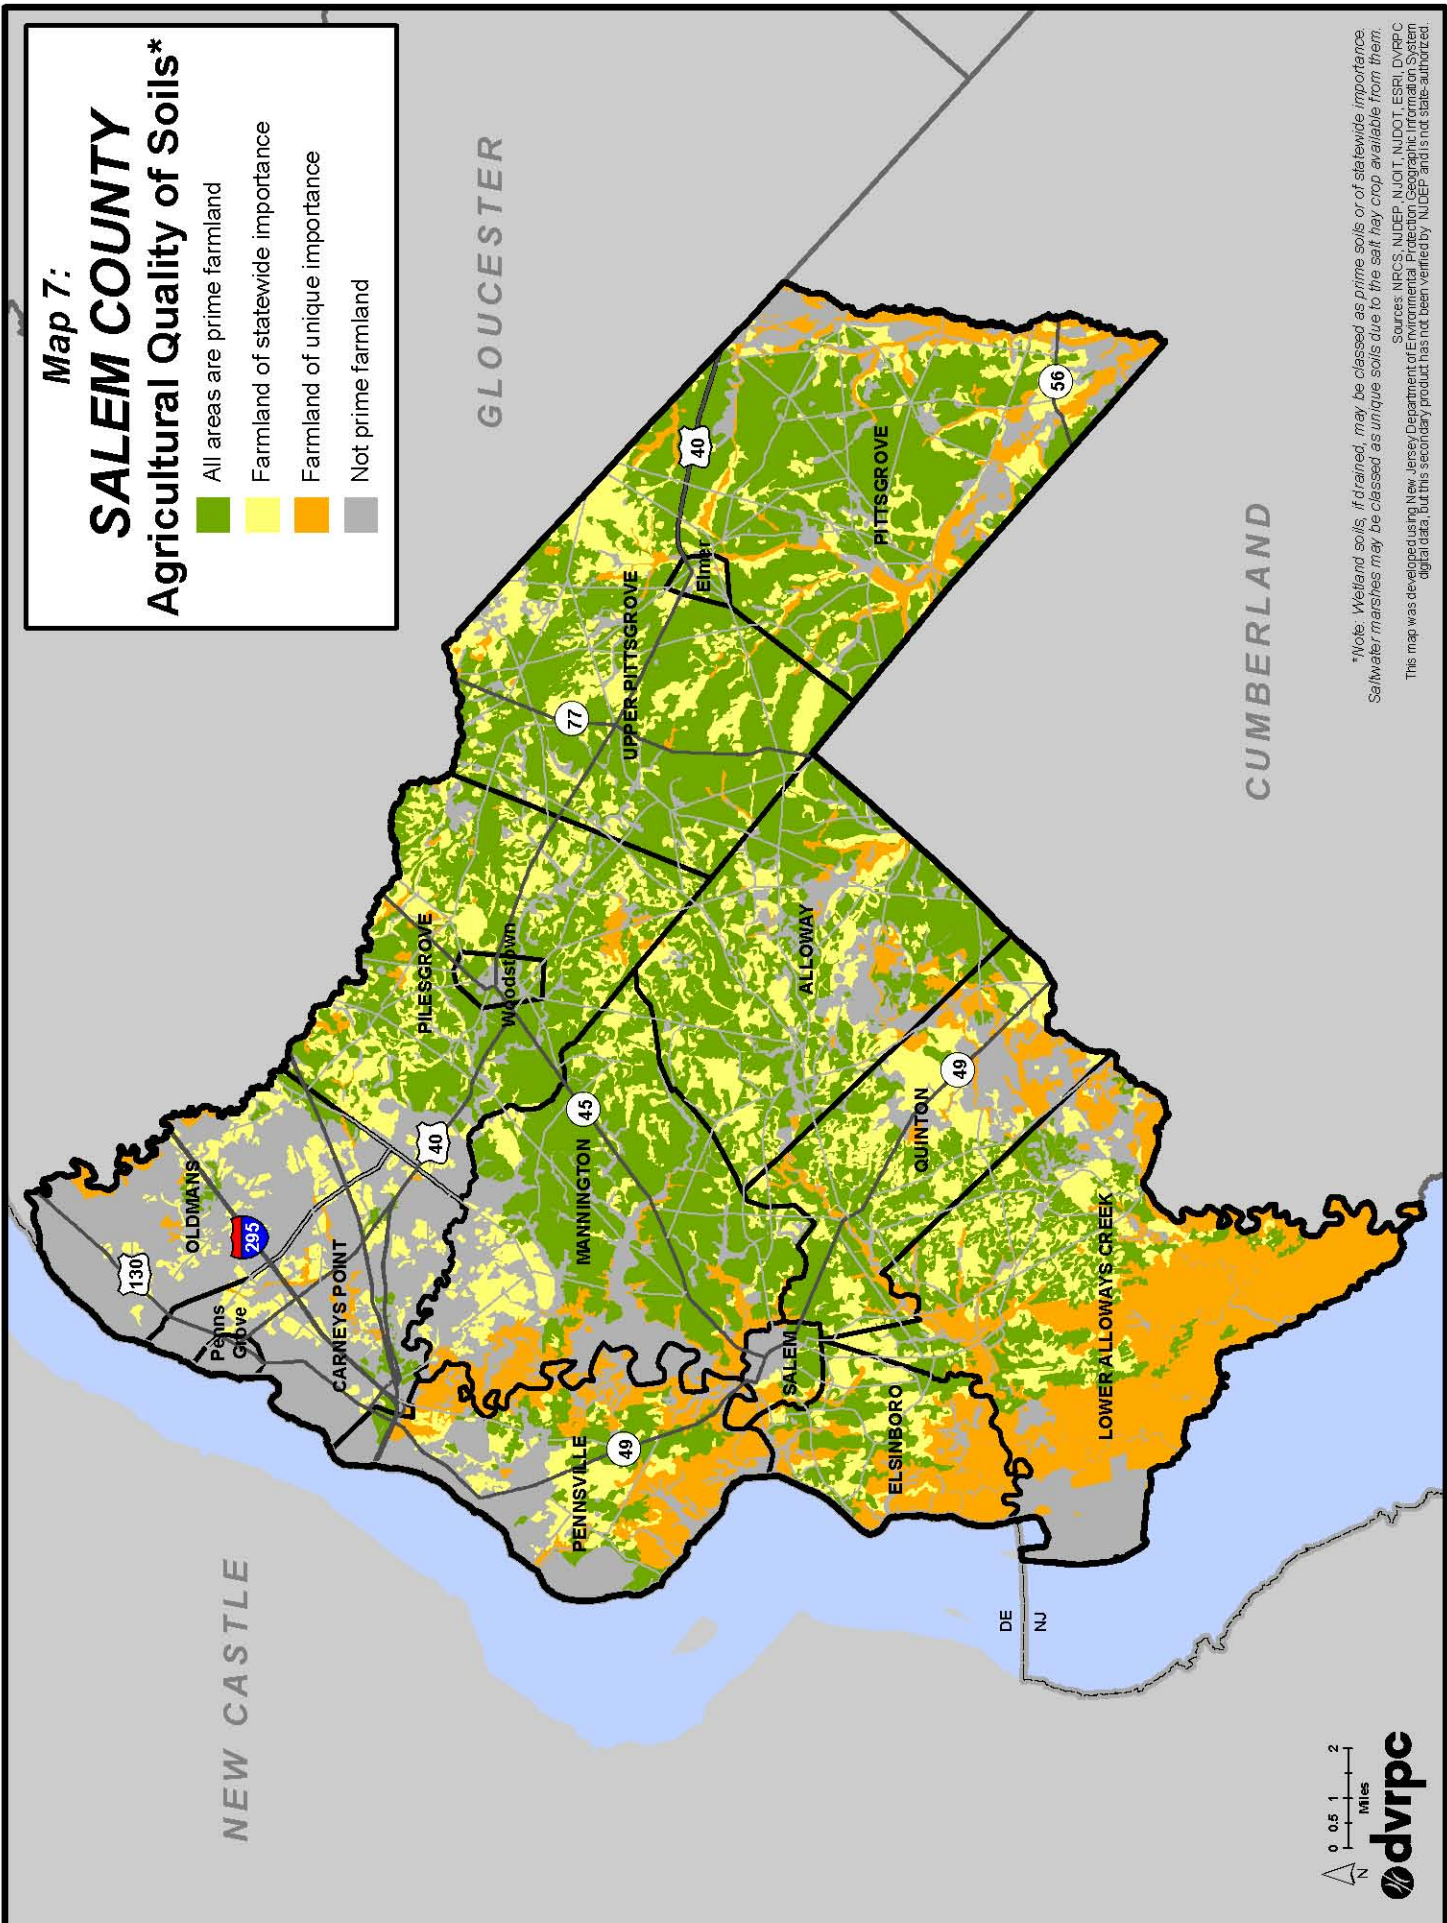 Map 7:
SALEM COUNTY
Agricultural Quality of Soils*
All areas are prime farmland
Farmland of statewide importance
Farmland of unique importance
Not prime farmland
NEW CASTLE
GLOUCESTER
CUMBERLAND
130
OLDMANS
295
Penns
Grove
CARNEYS POINT
40
PILESGROVE
Woodstown
77
UPPER PITTSGROVE
40
Elmer
PITTSGROVE
56
45
MANNINGTON
PENNSVILLE
49
SALEM
ALLOWAY
QUINTON
49
ELSINBORO
LOWER ALLOWAYS CREEK
DE
NJ
*Note: Wetland soils, if drained, may be classed as prime soils or of statewide importance.
Saltwater marshes may be classed as unique soils due to the salt hay crop available from them.
Sources: NRCS, NJDEP, NJOIT, NJDOT, ESRI, DVRPC
This map was developed using New Jersey Department of Environmental Protection Geographic Information System
digital data, but this secondary product has not been verified by NJDEP and is not state-authorized.
0 0.5 1 2
Miles
N
dvrpc